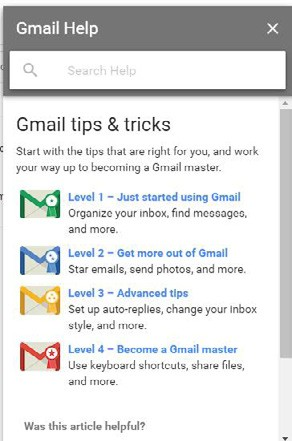 Gmail Help
Search Help
Gmail tips & tricks
Start with the tips that are right for you, and work
your way up to becoming a Gmail master.
Level 1 – Just started using Gmail
Organize your inbox, find messages,
and more.
Level 2 – Get more out of Gmail
Star emails, send photos, and more.
Level 3 – Advanced tips
Set up auto-replies, change your Inbox
style, and more.
Level 4 – Become a Gmail master
Use keyboard shortcuts, share files,
and more.
Was this article helpful?